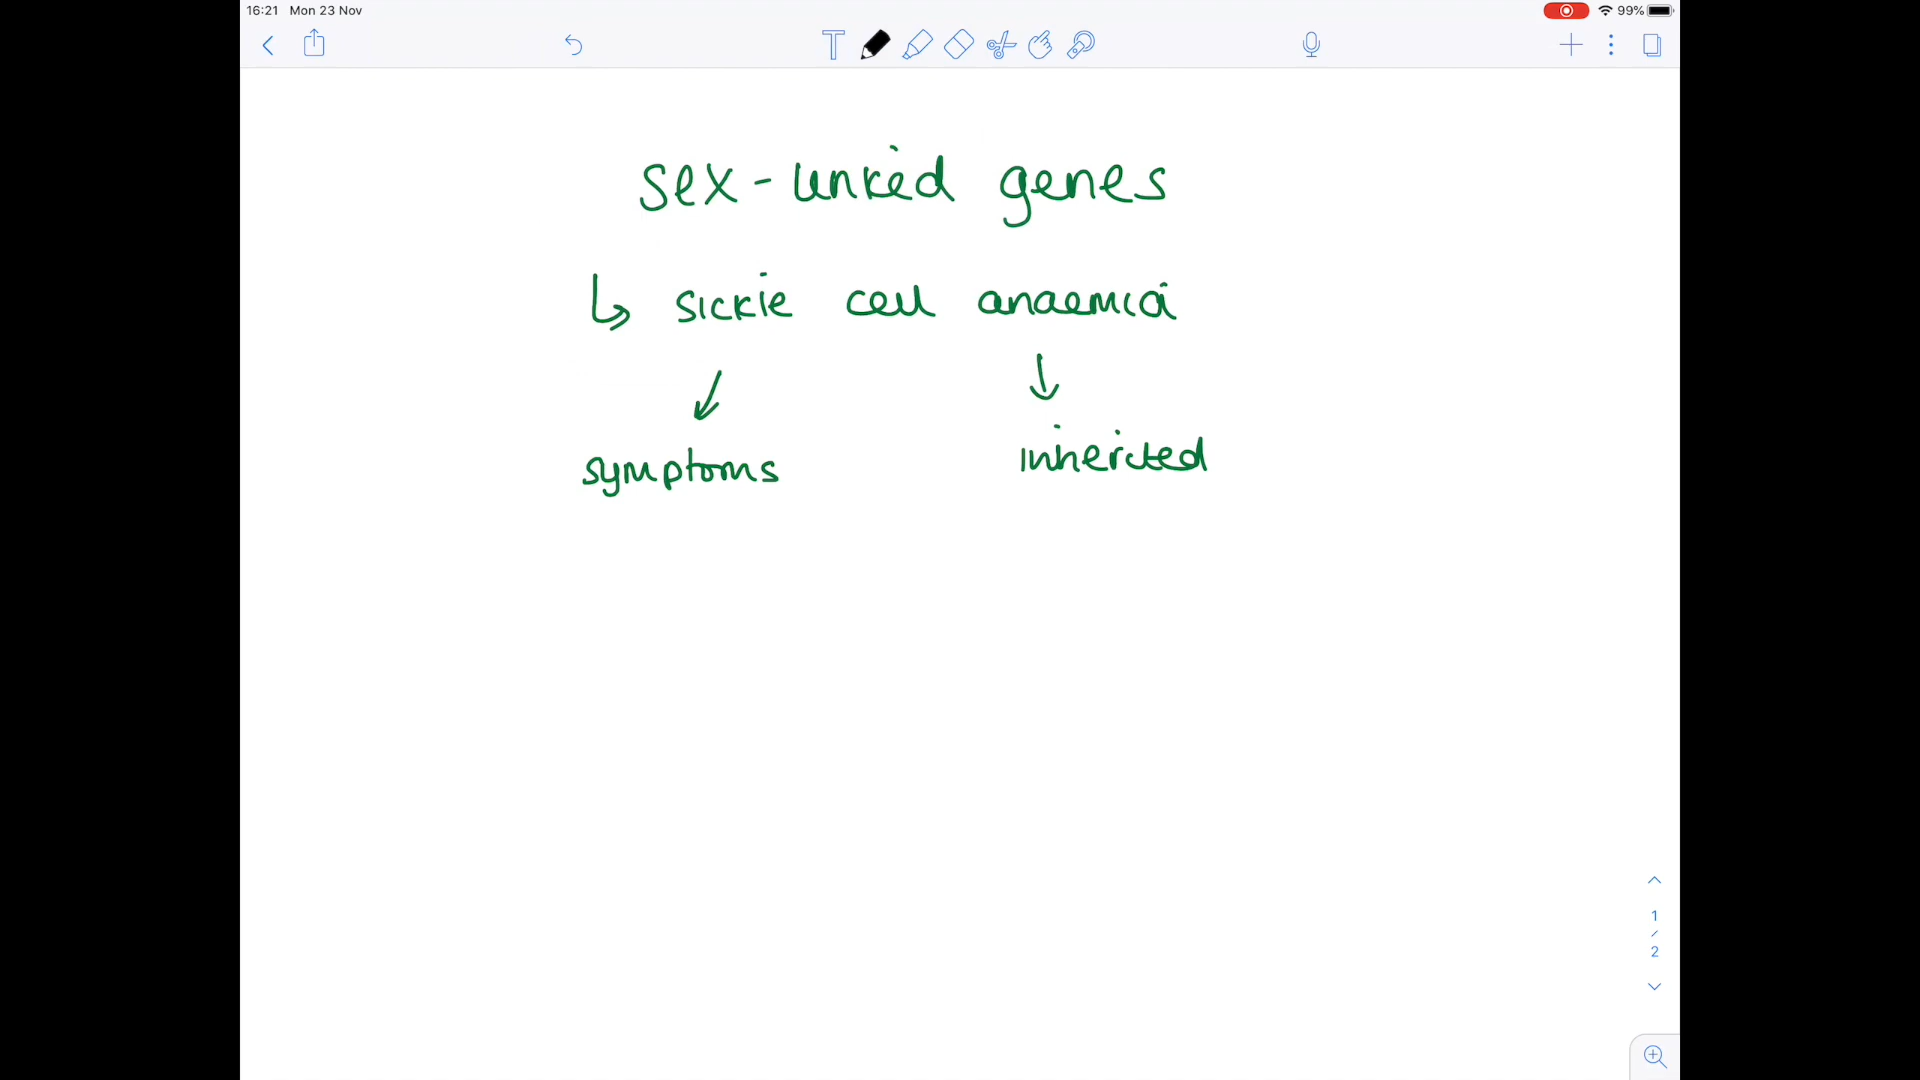 16:21 Mon 23 Nov 99%
T
sex-linked genes
↳ sickle cell anaemia
symptoms inherited
1
/
2